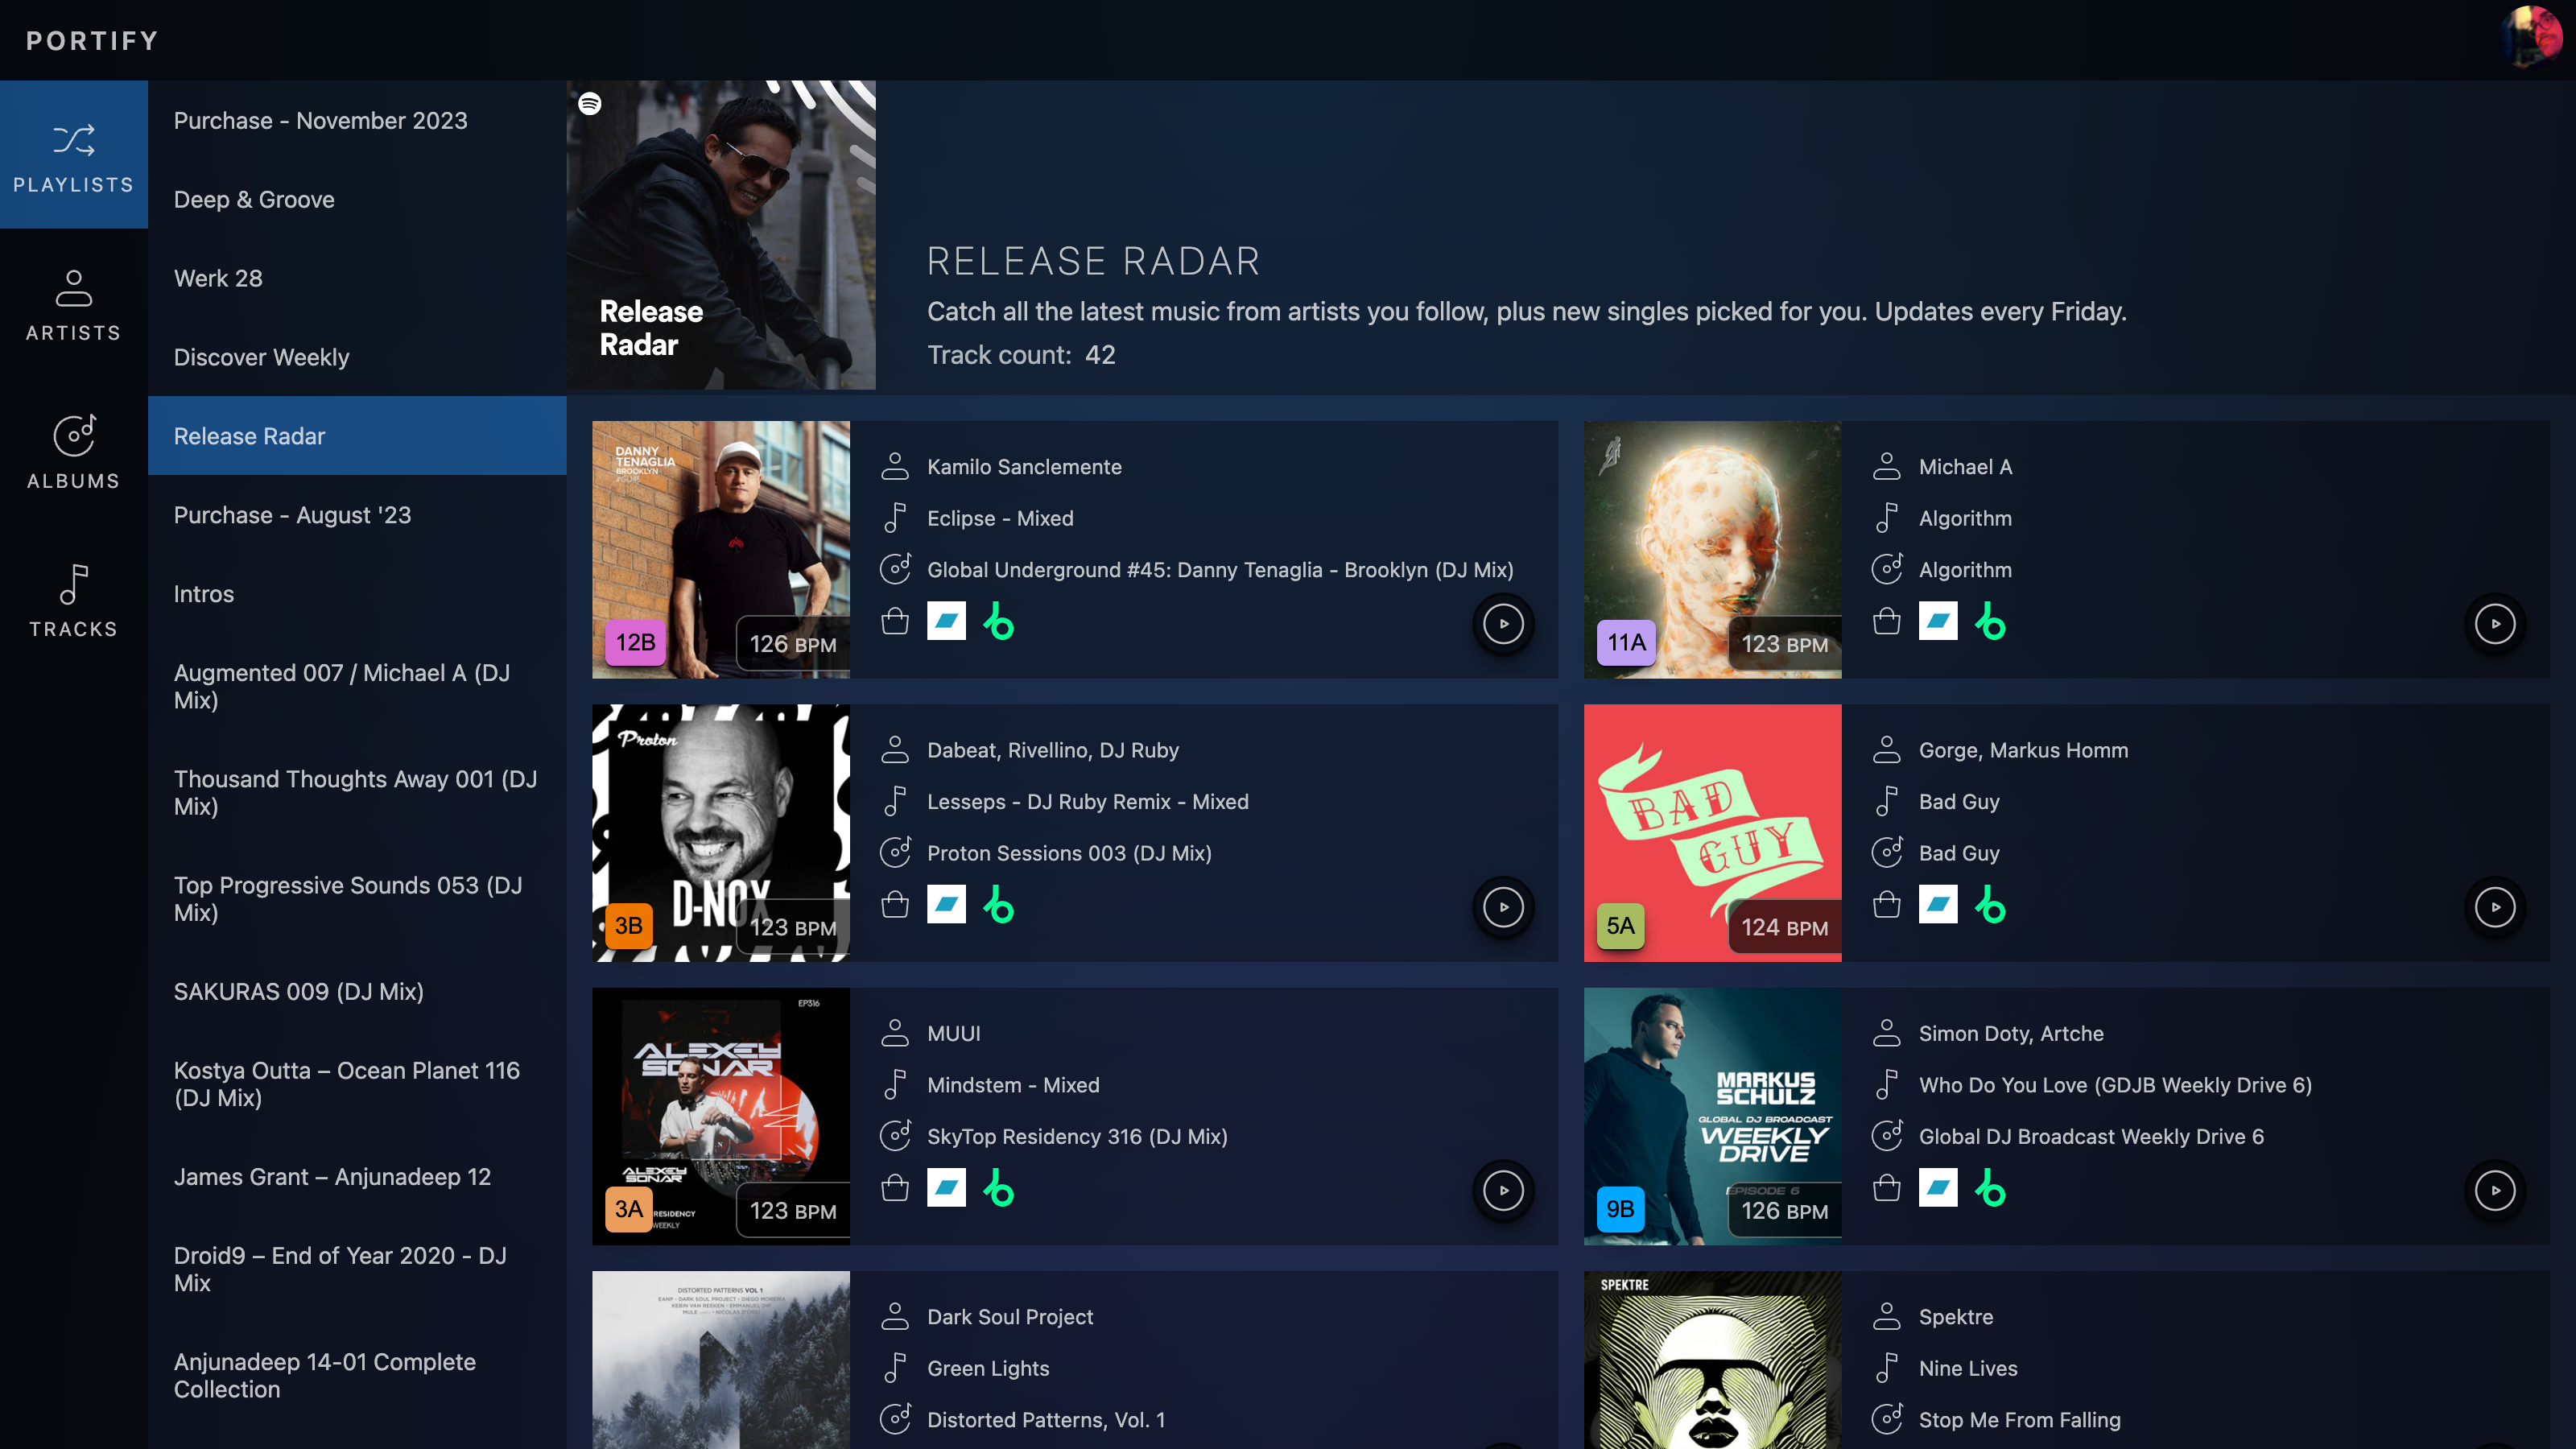 PORTIFY
PLAYLISTS
ARTISTS
ALBUMS
TRACKS
Purchase - November 2023
Deep & Groove
Werk 28
Discover Weekly
Release Radar
Purchase - August '23
Intros
Augmented 007 / Michael A (DJ
Mix)
Thousand Thoughts Away 001 (DJ
Mix)
Top Progressive Sounds 053 (DJ
Mix)
SAKURAS 009 (DJ Mix)
Kostya Outta – Ocean Planet 116
(DJ Mix)
James Grant – Anjunadeep 12
Droid9 – End of Year 2020 - DJ
Mix
Anjunadeep 14-01 Complete
Collection
Release
Radar
RELEASE RADAR
Catch all the latest music from artists you follow, plus new singles picked for you. Updates every Friday.
Track count: 42
DANNY
TENAGLIA
BROOKLYN
12B
126 BPM
Kamilo Sanclemente
Eclipse - Mixed
Global Underground #45: Danny Tenaglia - Brooklyn (DJ Mix)
11A
123 BPM
Michael A
Algorithm
Algorithm
Proton
D-NOX
3B
123 BPM
Dabeat, Rivellino, DJ Ruby
Lesseps - DJ Ruby Remix - Mixed
Proton Sessions 003 (DJ Mix)
BAD
GUY
5A
124 BPM
Gorge, Markus Homm
Bad Guy
Bad Guy
EP316
ALEXEY
SONAR
ALEXEY
SONAR
RESIDENCY
WEEKLY
3A
123 BPM
MUUI
Mindstem - Mixed
SkyTop Residency 316 (DJ Mix)
MARKUS
SCHULZ
GLOBAL DJ BROADCAST
WEEKLY
DRIVE
EPISODE 6
9B
126 BPM
Simon Doty, Artche
Who Do You Love (GDJB Weekly Drive 6)
Global DJ Broadcast Weekly Drive 6
DISTORTED PATTERNS VOL 1
Dark Soul Project
Green Lights
Distorted Patterns, Vol. 1
SPEKTRE
Spektre
Nine Lives
Stop Me From Falling